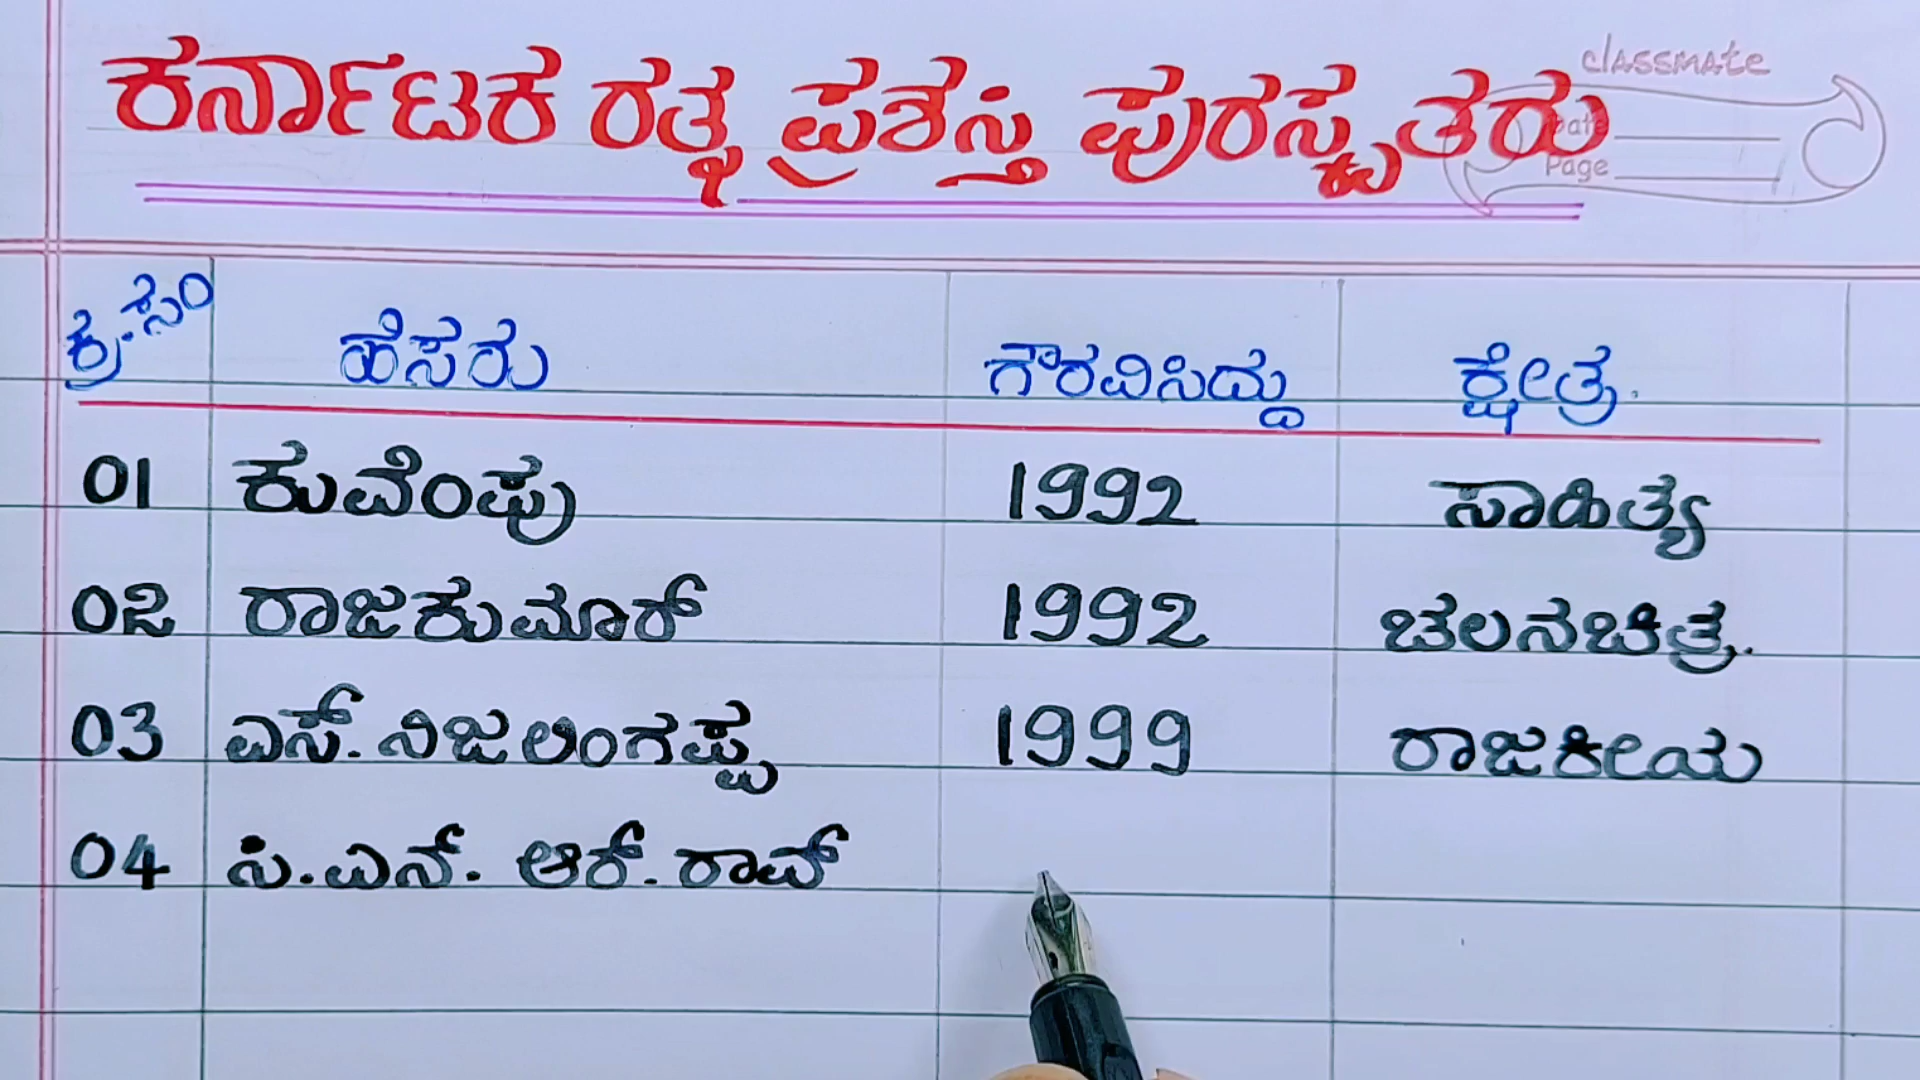 classmate
Date
Page
ಕರ್ನಾಟಕ ರತ್ನ ಪ್ರಶಸ್ತಿ ಪುರಸ್ಕೃತರು
ಕ್ರ.ಸಂ ಹೆಸರು ಗೌರವಿಸಿದ್ದು ಕ್ಷೇತ್ರ.
01 ಕುವೆಂಪು 1992 ಸಾಹಿತ್ಯ
02 ರಾಜಕುಮಾರ್ 1992 ಚಲನಚಿತ್ರ.
03 ಎಸ್. ನಿಜಲಿಂಗಪ್ಪ 1999 ರಾಜಕೀಯ
04 ಸಿ.ಎನ್. ಆರ್. ರಾವ್